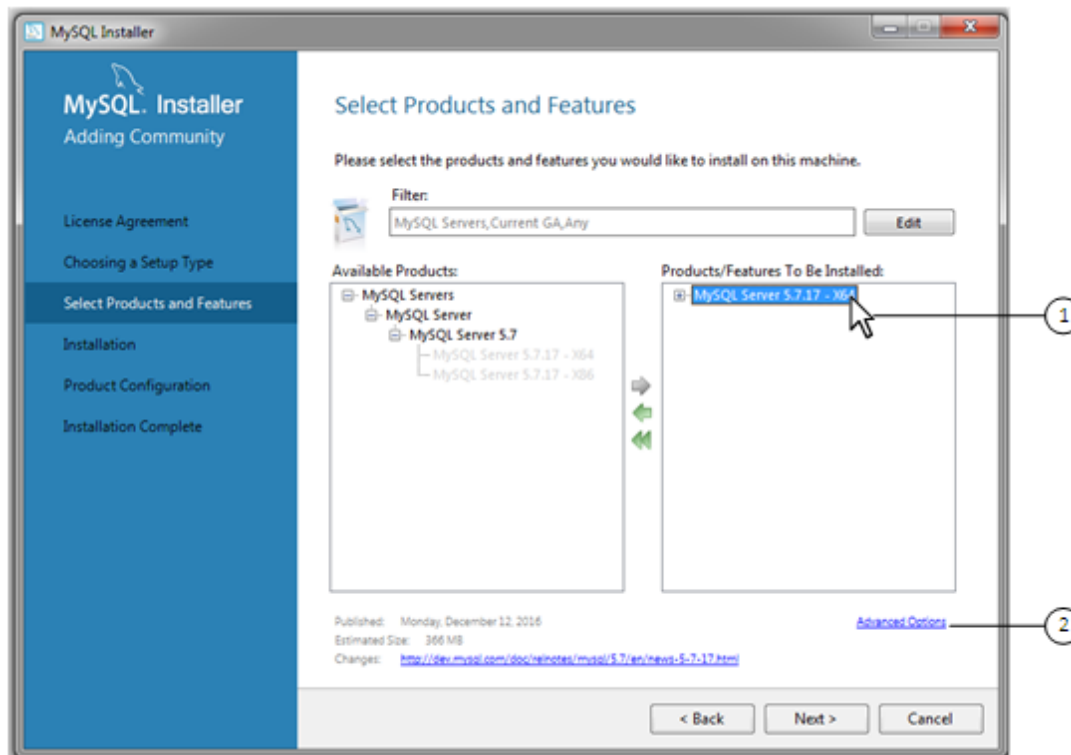 MySQL Installer
MySQL. Installer
Adding Community
License Agreement
Choosing a Setup Type
Select Products and Features
Installation
Product Configuration
Installation Complete
Select Products and Features
Please select the products and features you would like to install on this machine.
Filter:
MySQL Servers,Current GA,Any
Edit
Available Products:
MySQL Servers
MySQL Server
MySQL Server 5.7
MySQL Server 5.7.17 - X64
MySQL Server 5.7.17 - X86
Products/Features To Be Installed:
MySQL Server 5.7.17 - X64
1
Published: Monday, December 12, 2016
Estimated Size: 366 MB
Changes: http://dev.mysql.com/doc/relnotes/mysql/5.7/en/news-5-7-17.html
Advanced Options
2
< Back
Next >
Cancel